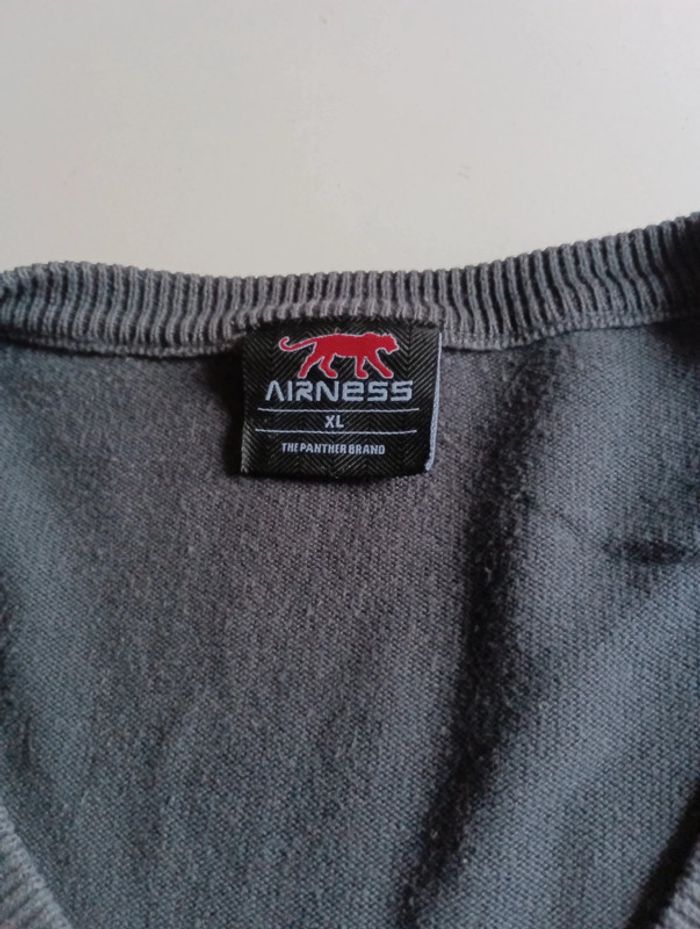 AIRNESS
XL
THE PANTHER BRAND